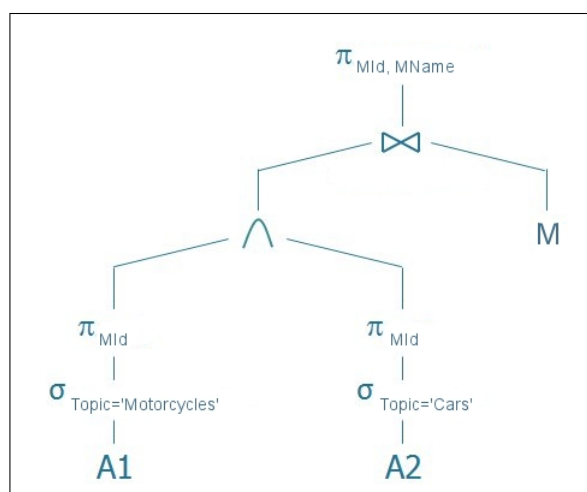 π MId, MName
⋈
∩ M
π MId π MId
σ Topic='Motorcycles' σ Topic='Cars'
A1 A2